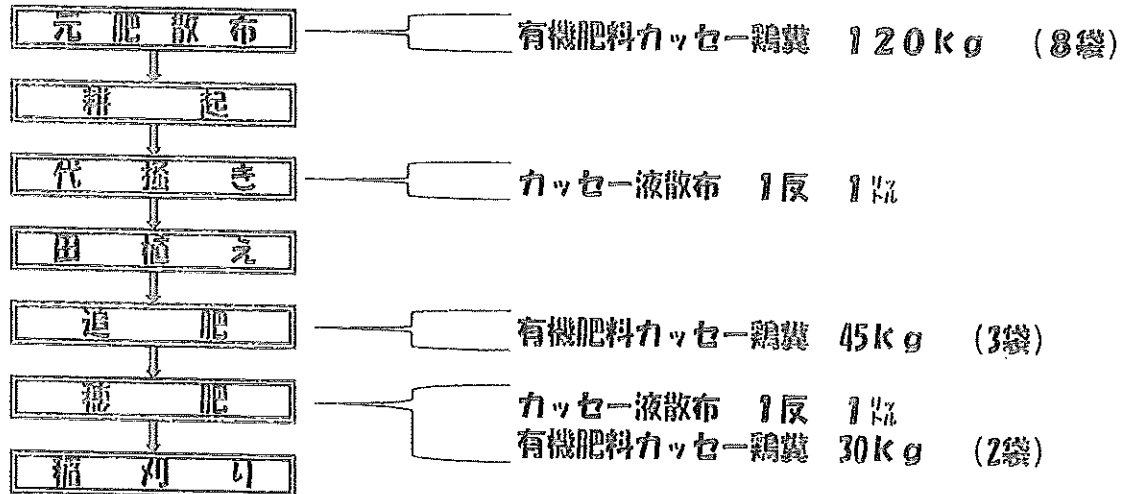 元肥散布
有機肥料カッセー鶏糞 120kg (8袋)
耕起
代掻き
カッセー液散布 1反 1㍑
田植え
追肥
有機肥料カッセー鶏糞 45kg (3袋)
穂肥
カッセー液散布 1反 1㍑
有機肥料カッセー鶏糞 30kg (2袋)
稲刈り